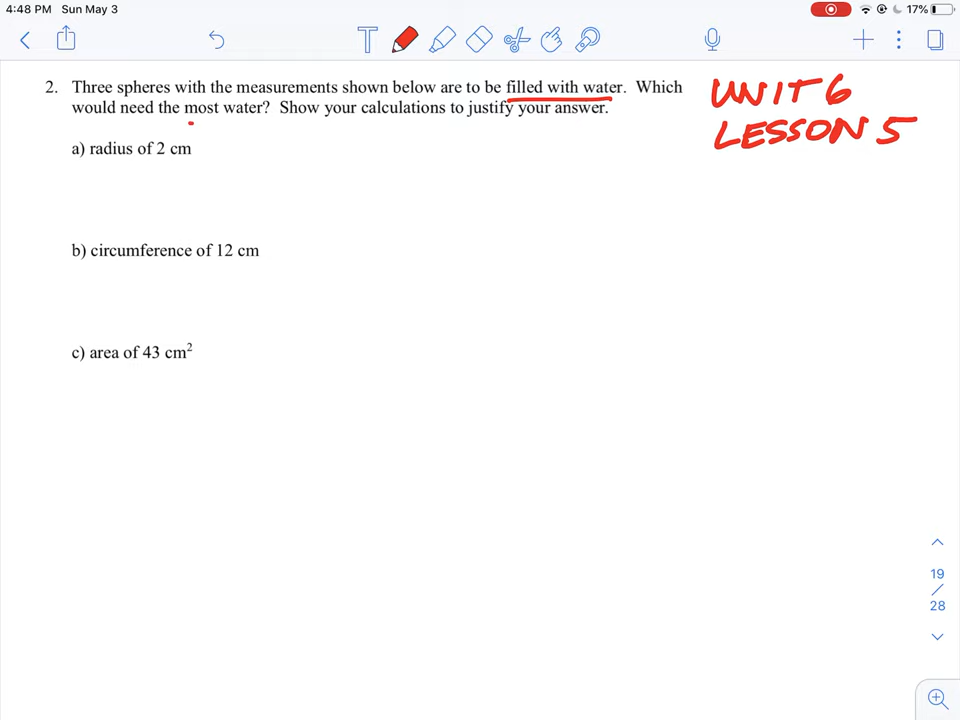 4:48 PM Sun May 3
17%
T
2. Three spheres with the measurements shown below are to be filled with water. Which
would need the most water? Show your calculations to justify your answer.
UNIT 6
LESSON 5
a) radius of 2 cm
b) circumference of 12 cm
c) area of 43 cm²
19
/
28